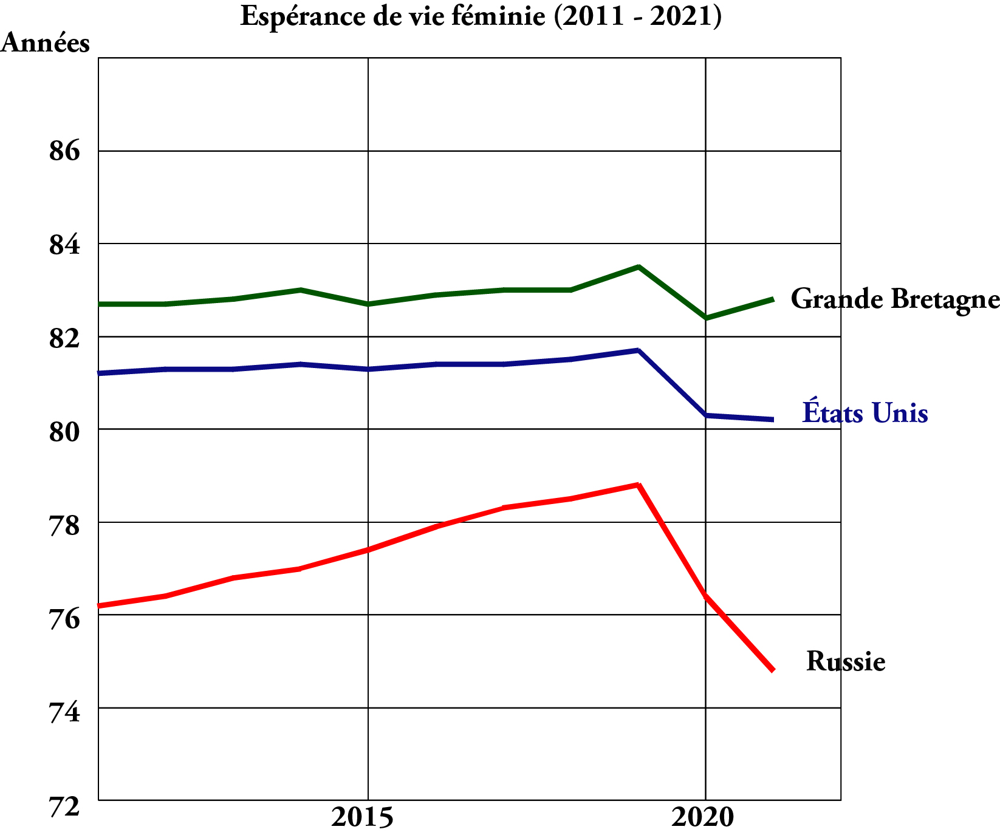 Espérance de vie féminie (2011 - 2021)
Années
86
84
Grande Bretagne
82
États Unis
80
78
76
Russie
74
72
2015 2020